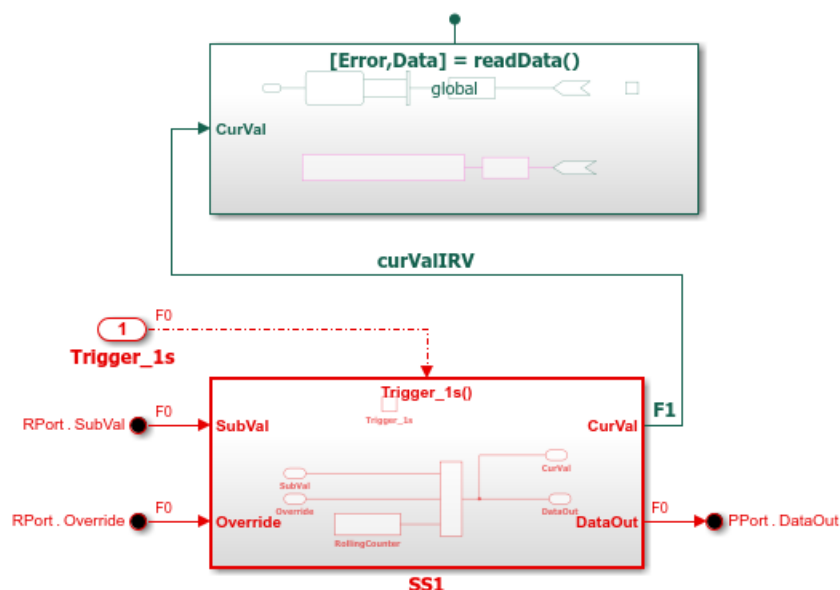 [Error,Data] = readData()
global
CurVal
curValIRV
F0
1
Trigger_1s
Trigger_1s()
Trigger_1s
RPort . SubVal
F0
SubVal
CurVal
F1
SubVal
CurVal
RPort . Override
F0
Override
Override
DataOut
DataOut
F0
PPort . DataOut
RollingCounter
SS1